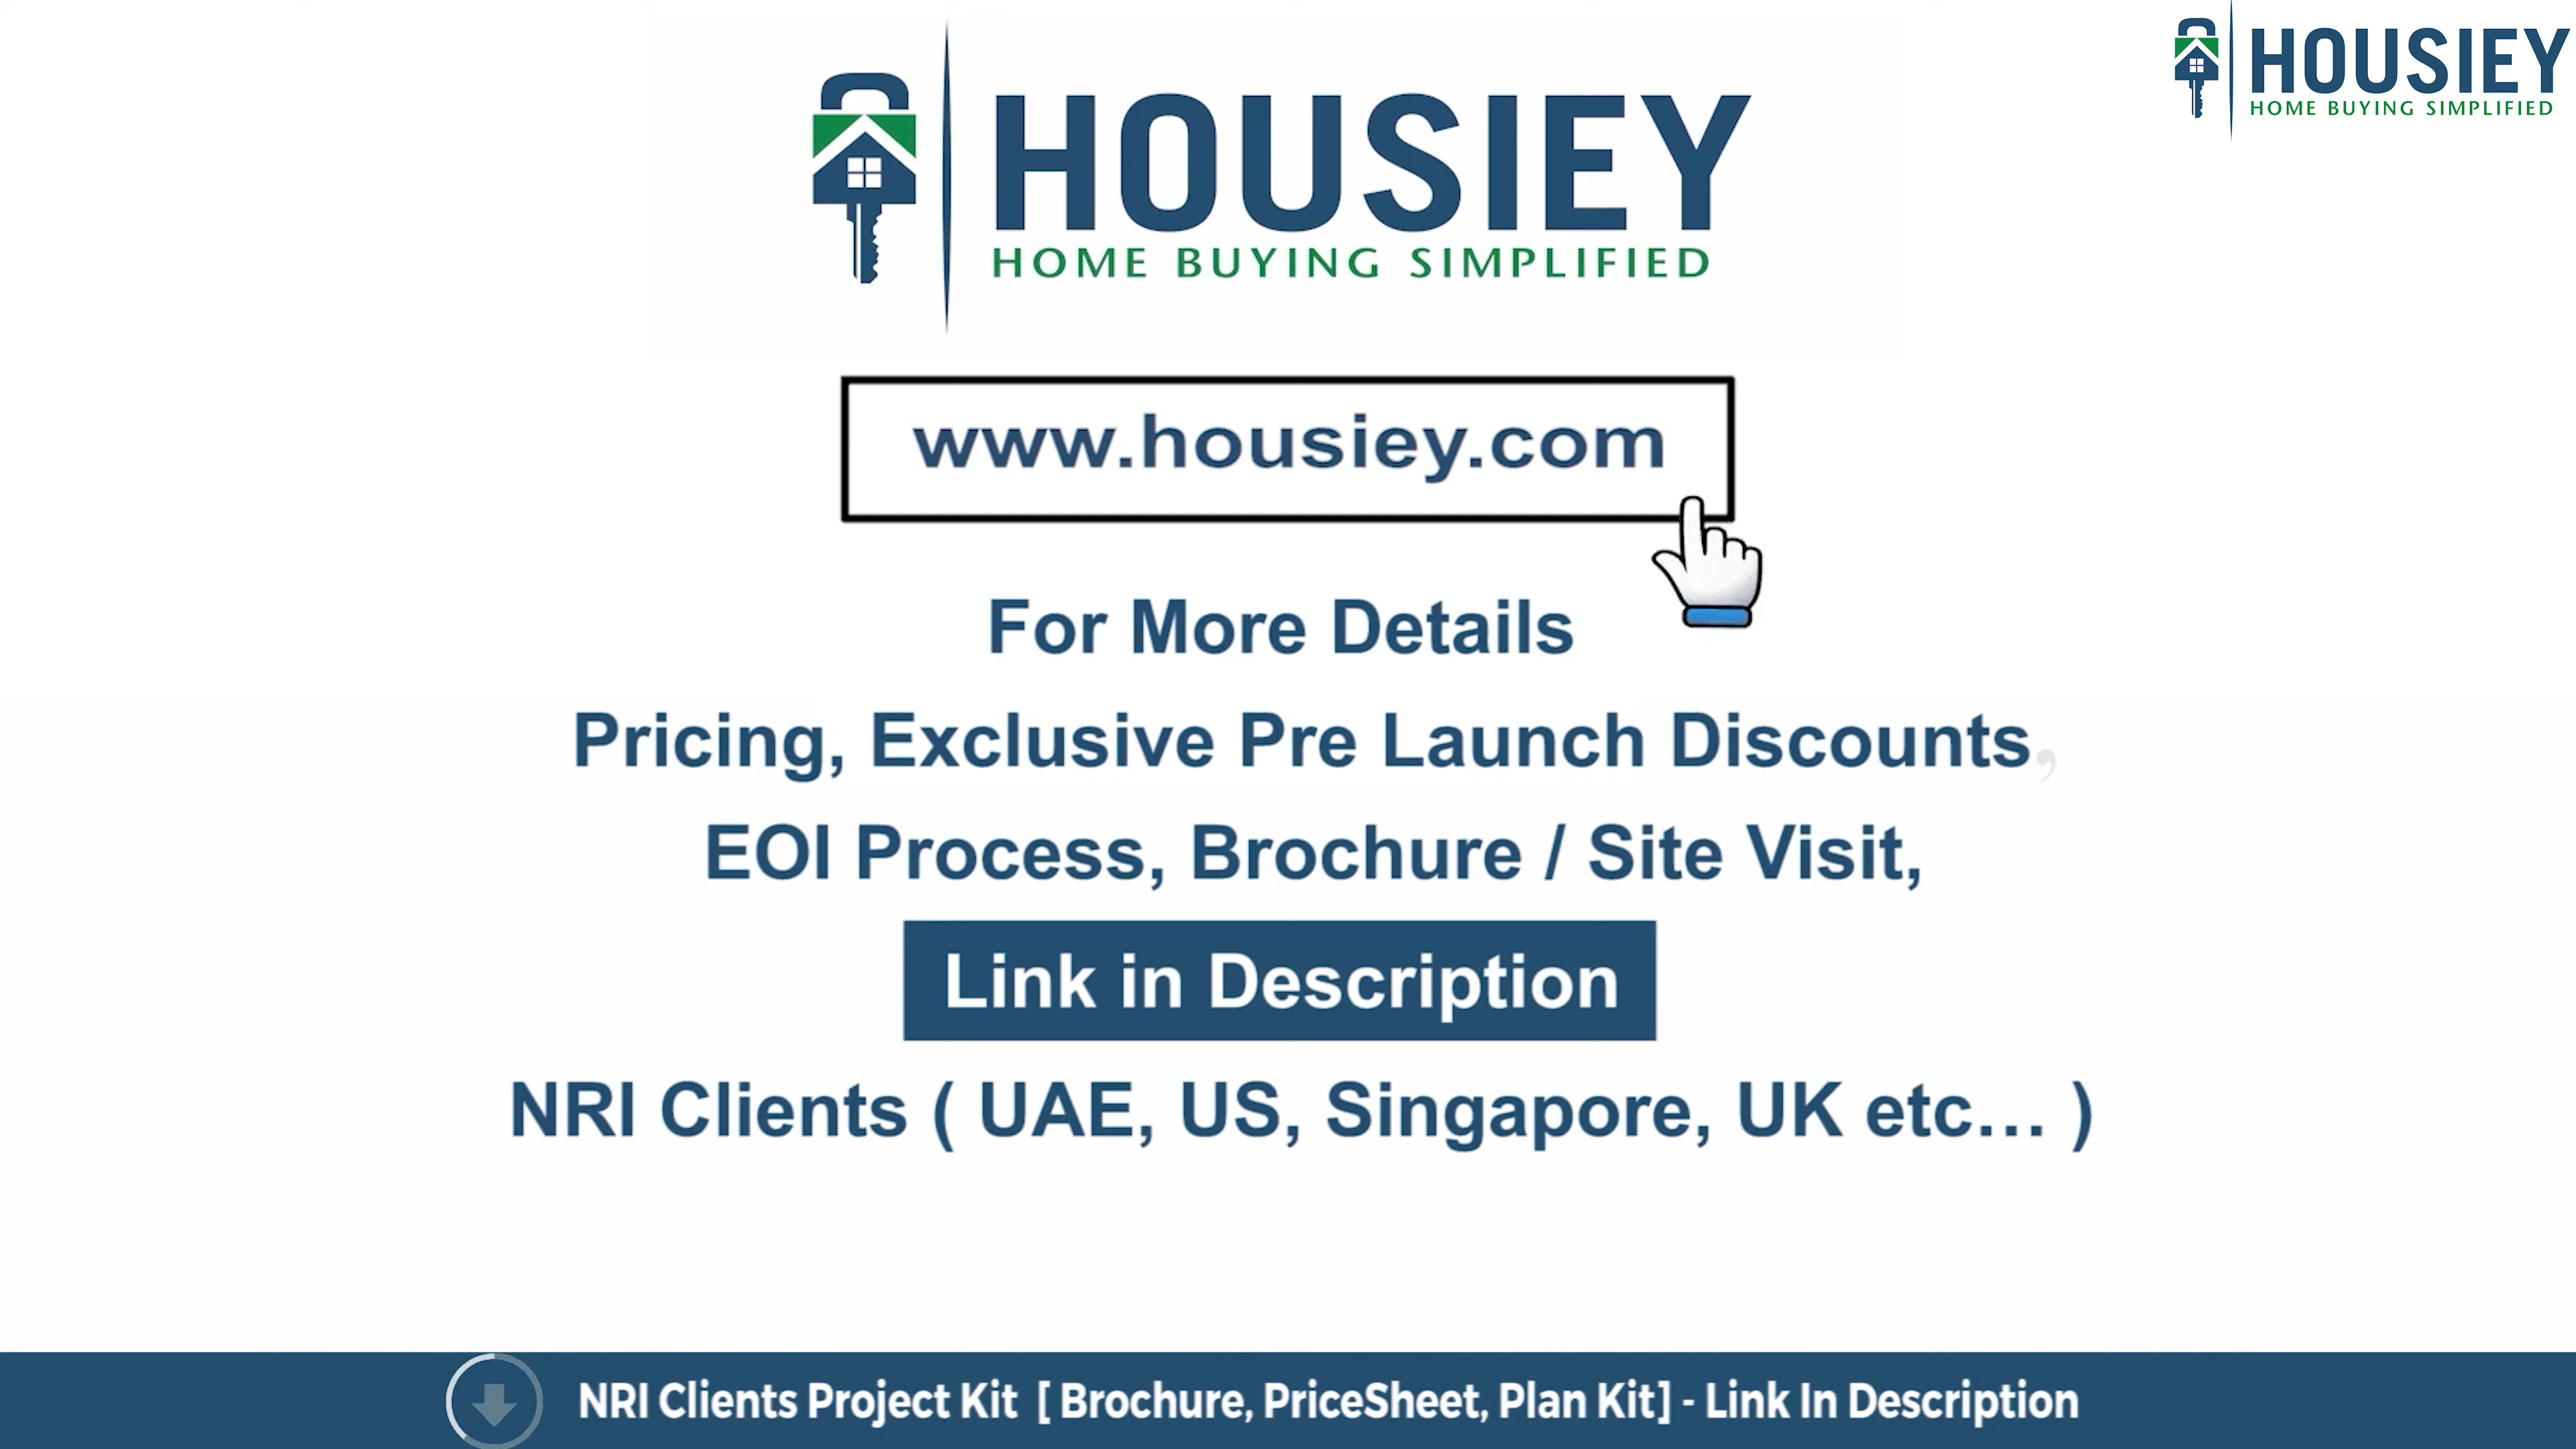 HOUSIEY
HOME BUYING SIMPLIFIED
HOUSIEY
HOME BUYING SIMPLIFIED
www.housiey.com
For More Details
Pricing, Exclusive Pre Launch Discounts,
EOI Process, Brochure / Site Visit,
Link in Description
NRI Clients ( UAE, US, Singapore, UK etc... )
NRI Clients Project Kit [ Brochure, PriceSheet, Plan Kit] - Link In Description